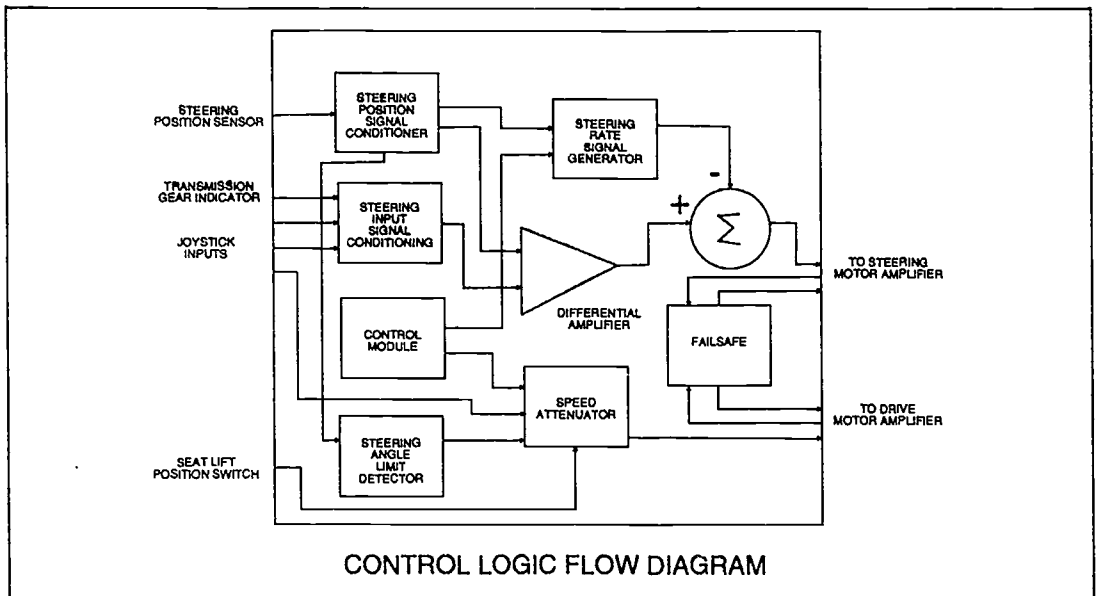 STEERING
POSITION SENSOR
TRANSMISSION
GEAR INDICATOR
JOYSTICK
INPUTS
SEAT LIFT
POSITION SWITCH
STEERING
POSITION
SIGNAL
CONDITIONER
STEERING
INPUT
SIGNAL
CONDITIONING
CONTROL
MODULE
STEERING
ANGLE
LIMIT
DETECTOR
STEERING
RATE
SIGNAL
GENERATOR
DIFFERENTIAL
AMPLIFIER
SPEED
ATTENUATOR
-
+
Σ
FAILSAFE
TO STEERING
MOTOR AMPLIFIER
TO DRIVE
MOTOR AMPLIFIER
CONTROL LOGIC FLOW DIAGRAM